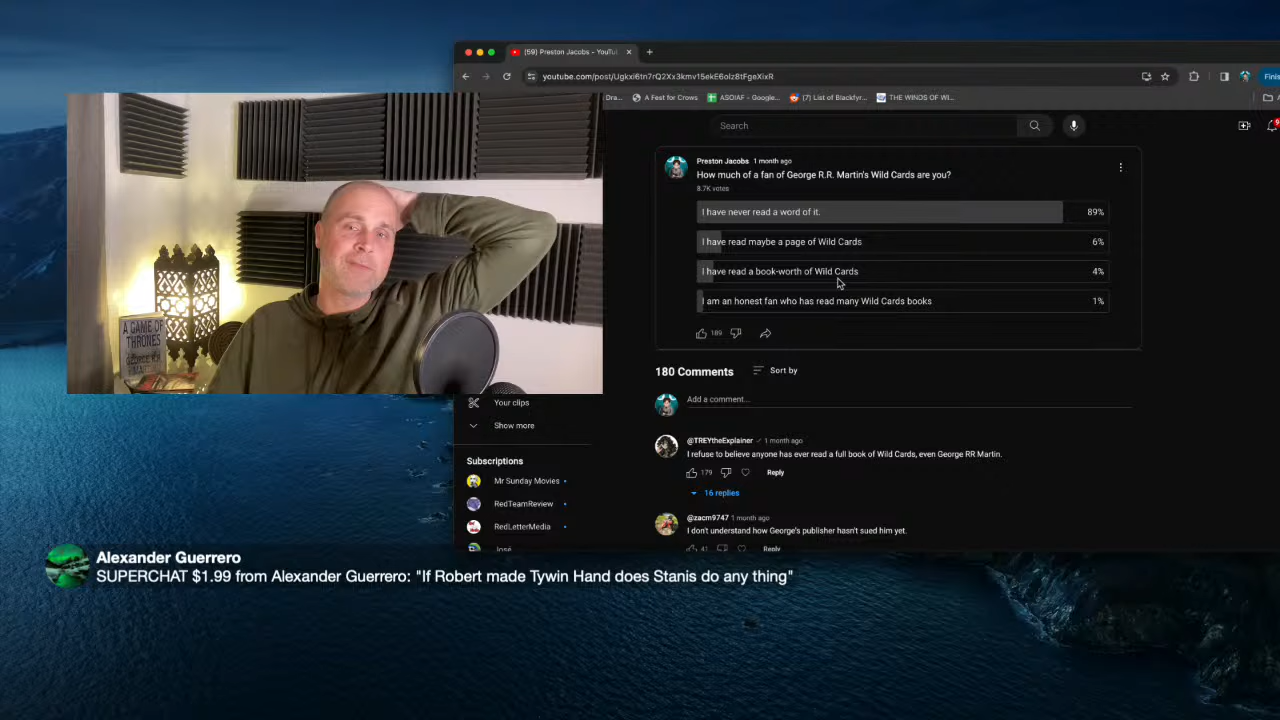 (59) Preston Jacobs - YouTu
youtube.com/post/Ugkxi6tn7rQ2Xx3kmv15ekE6olz8tFgeXixR
Finis
Dra...
A Fest for Crows
ASOIAF - Google...
(7) List of Blackfyr...
THE WINDS OF WI...
Search
Preston Jacobs 1 month ago
How much of a fan of George R.R. Martin's Wild Cards are you?
8.7K votes
I have never read a word of it. 89%
I have read maybe a page of Wild Cards 6%
I have read a book-worth of Wild Cards 4%
I am an honest fan who has read many Wild Cards books 1%
189
A GAME OF
THRONES
180 Comments
Sort by
Add a comment...
Your clips
Show more
Subscriptions
Mr Sunday Movies
RedTeamReview
RedLetterMedia
José
@TREYtheExplainer 1 month ago
I refuse to believe anyone has ever read a full book of Wild Cards, even George RR Martin.
179 Reply
16 replies
@zacm9747 1 month ago
I don't understand how George's publisher hasn't sued him yet.
41 Reply
Alexander Guerrero
SUPERCHAT $1.99 from Alexander Guerrero: "If Robert made Tywin Hand does Stanis do any thing"